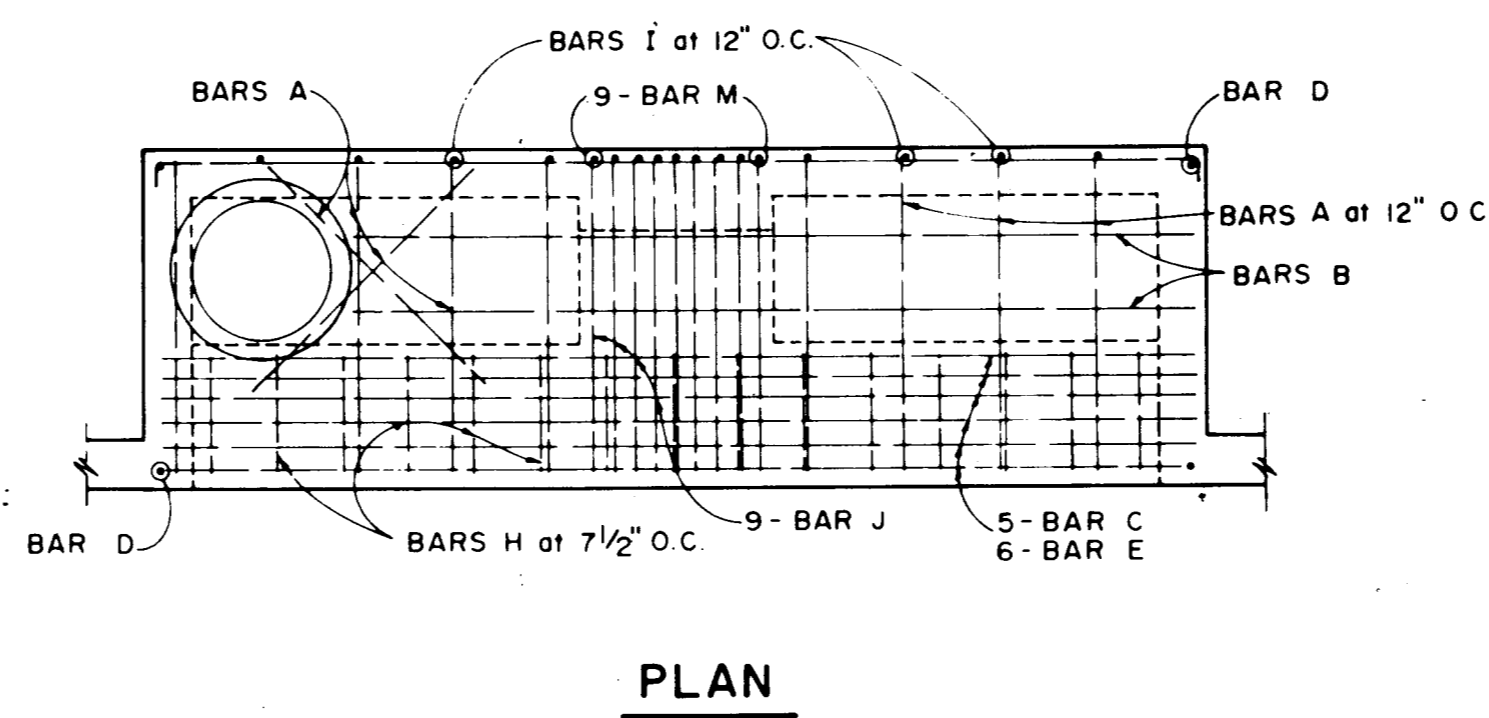 BARS I at 12" O.C.
BARS A
9-BAR M
BAR D
BARS A at 12" O C
BARS B
9-BAR J
5-BAR C
6-BAR E
BAR D
BARS H at 7 1/2" O.C.
PLAN